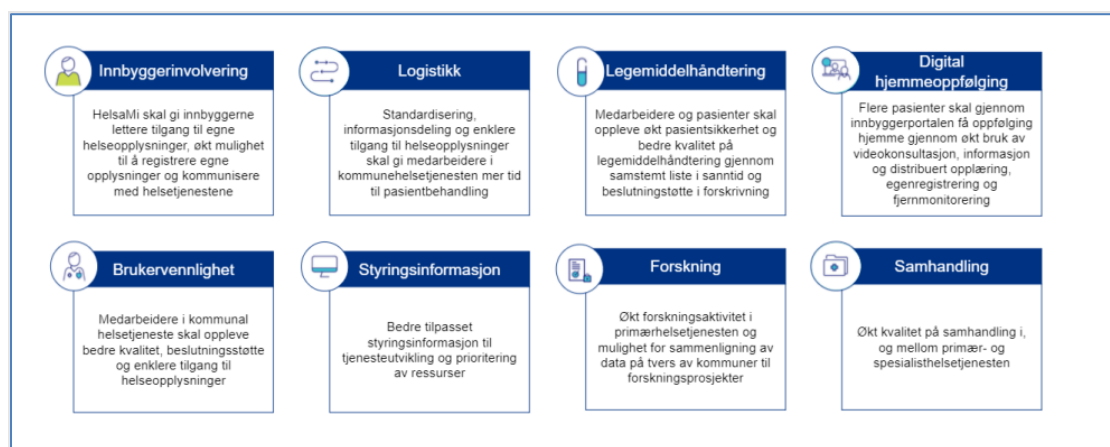 Innbyggerinvolvering
HelsaMi skal gi innbyggerne
lettere tilgang til egne
helseopplysninger, økt mulighet
til å registrere egne
opplysninger og kommunisere
med helsetjenestene
Logistikk
Standardisering,
informasjonsdeling og enklere
tilgang til helseopplysninger
skal gi medarbeidere i
kommunehelsetjenesten mer tid
til pasientbehandling
Legemiddelhåndtering
Medarbeidere og pasienter skal
oppleve økt pasientsikkerhet og
bedre kvalitet på
legemiddelhåndtering gjennom
samstemt liste i sanntid og
beslutningstøtte i forskrivning
Digital
hjemmeoppfølging
Flere pasienter skal gjennom
innbyggerportalen få oppfølging
hjemme gjennom økt bruk av
videokonsultasjon, informasjon
og distribuert opplæring,
egenregistrering og
fjernmonitorering
Brukervennlighet
Medarbeidere i kommunal
helsetjeneste skal oppleve
bedre kvalitet, beslutningsstøtte
og enklere tilgang til
helseopplysninger
Styringsinformasjon
Bedre tilpasset
styringsinformasjon til
tjenesteutvikling og prioritering
av ressurser
Forskning
Økt forskningsaktivitet i
primærhelsetjenesten og
mulighet for sammenligning av
data på tvers av kommuner til
forskningsprosjekter
Samhandling
Økt kvalitet på samhandling i,
og mellom primær- og
spesialisthelsetjenesten